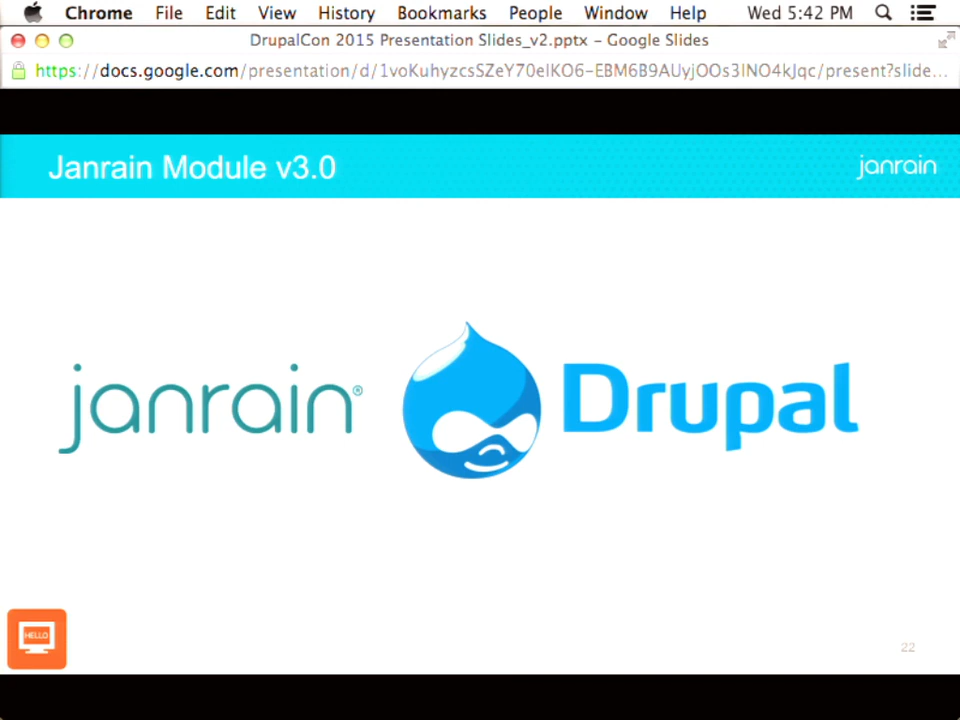 Chrome File Edit View History Bookmarks People Window Help Wed 5:42 PM
DrupalCon 2015 Presentation Slides_v2.pptx – Google Slides
https://docs.google.com/presentation/d/1voKuhyzcsSZeY70elKO6-EBM6B9AUyjOOs3lNO4kJqc/present?slide...
Janrain Module v3.0
janrain
janrain®
Drupal
HELLO
22